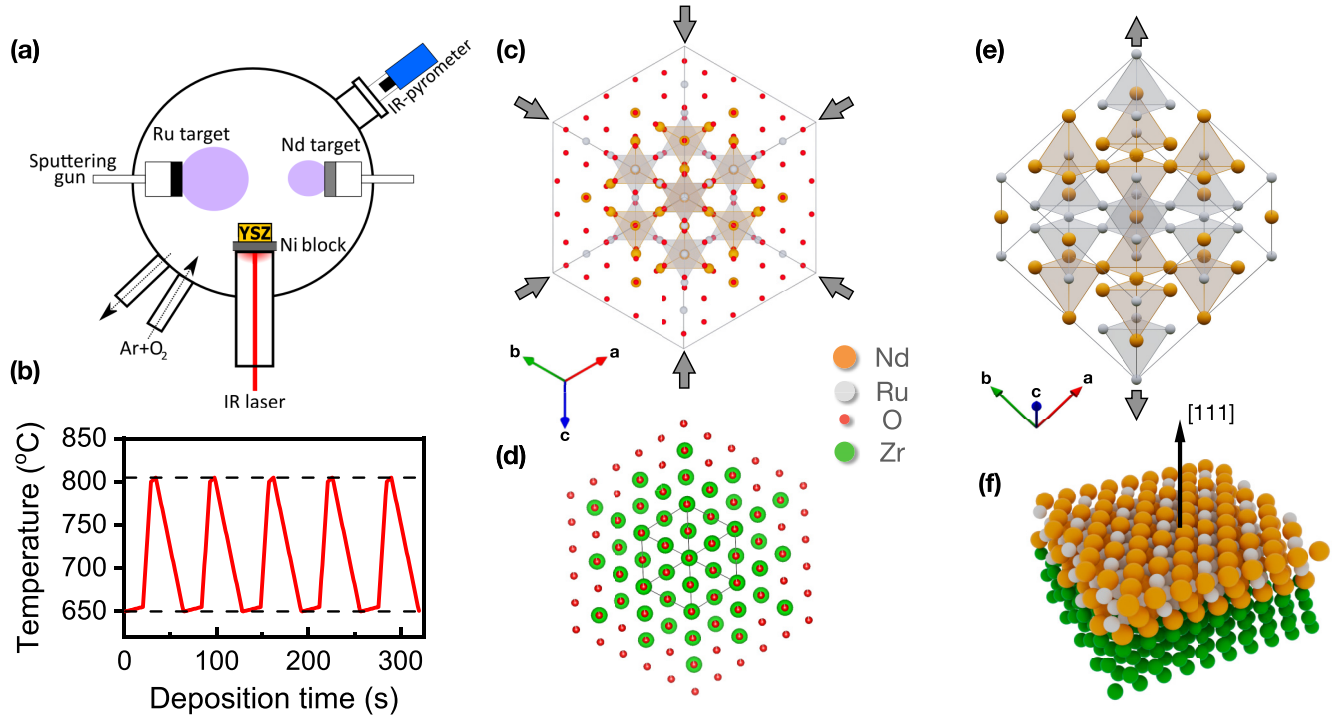 (a)
IR-pyrometer
Ru target
Nd target
Sputtering
gun
YSZ
Ni block
Ar+O₂
IR laser
(b)
Temperature (ºC)
850
800
750
700
650
0
100
200
300
Deposition time (s)
(c)
b
a
c
Nd
Ru
O
Zr
(d)
(e)
b
c
a
[111]
(f)